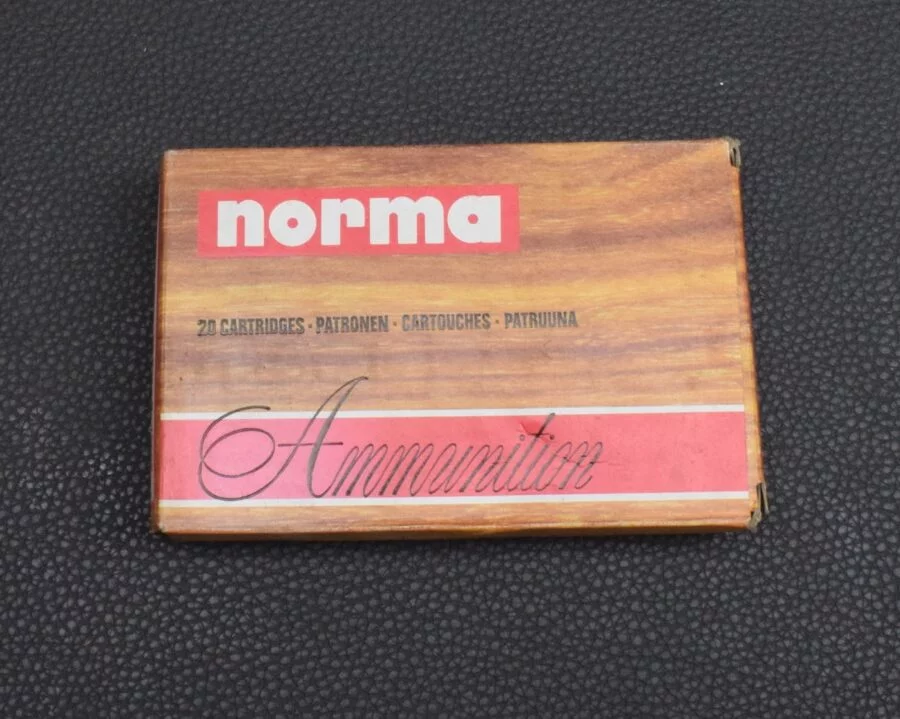 norma
20 CARTRIDGES · PATRONEN · CARTOUCHES · PATRUUNA
Ammunition